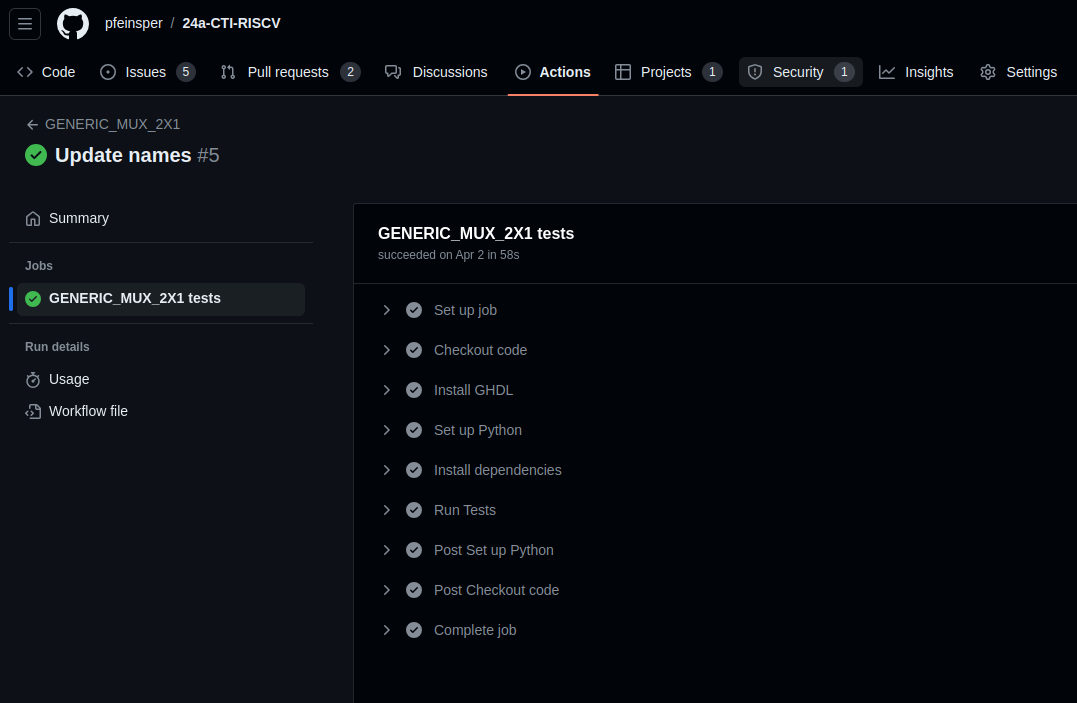 pfeinsper / 24a-CTI-RISCV
Code Issues 5 Pull requests 2 Discussions Actions Projects 1 Security 1 Insights Settings
GENERIC_MUX_2X1
Update names #5
Summary
Jobs
GENERIC_MUX_2X1 tests
Run details
Usage
Workflow file
GENERIC_MUX_2X1 tests
succeeded on Apr 2 in 58s
Set up job
Checkout code
Install GHDL
Set up Python
Install dependencies
Run Tests
Post Set up Python
Post Checkout code
Complete job